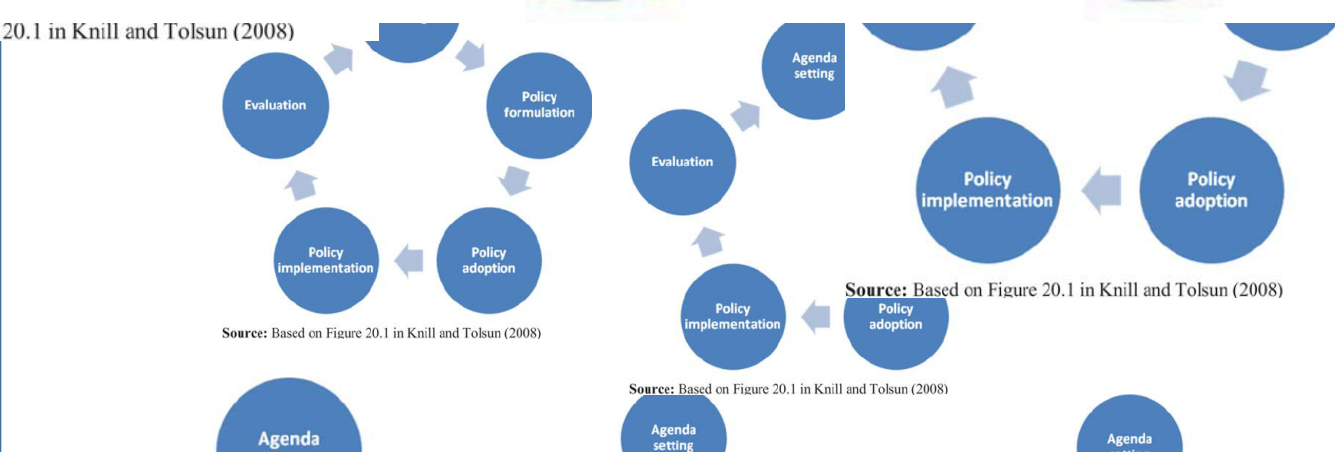 20.1 in Knill and Tolsun (2008)
Evaluation
Policy
formulation
Policy
implementation
Policy
adoption
Source: Based on Figure 20.1 in Knill and Tolsun (2008)
Agenda
setting
Evaluation
Policy
implementation
Policy
adoption
Source: Based on Figure 20.1 in Knill and Tolsun (2008)
Policy
implementation
Policy
adoption
Source: Based on Figure 20.1 in Knill and Tolsun (2008)
Agenda
Agenda
setting
Agenda